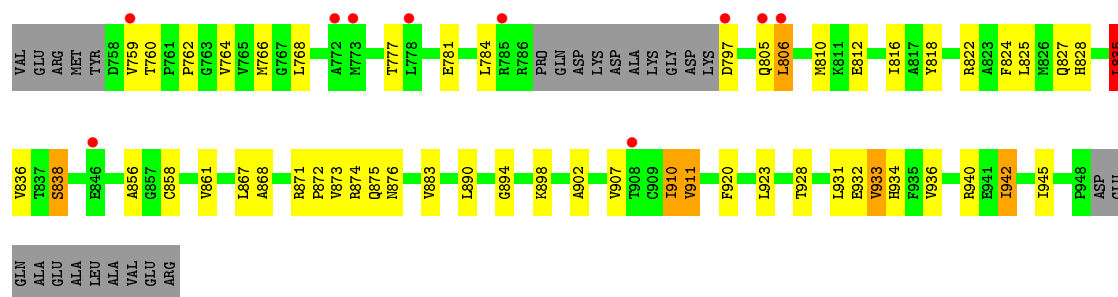 VAL GLU ARG MET TYR D758 V759 T760 P761 P762 G763 V764 V765 M766 G767 L768 A772 M773 T777 L778 E781 L784 R785 R786 PRO GLN ASP LYS ASP ALA LYS GLY ASP LYS D797 Q805 L806 M810 K811 E812 I816 A817 Y818 R822 A823 F824 L825 M826 Q827 H828 L835
V836 T837 S838 E846 A856 G857 C858 V861 L867 A868 R871 P872 V873 R874 Q875 N876 V883 L890 G894 K898 A902 V907 T908 C909 I910 V911 F920 L923 T928 L931 E932 V933 H934 F935 V936 R940 E941 I942 I945 P948 ASP GLU
GLN ALA GLU ALA LEU ALA VAL GLU ARG